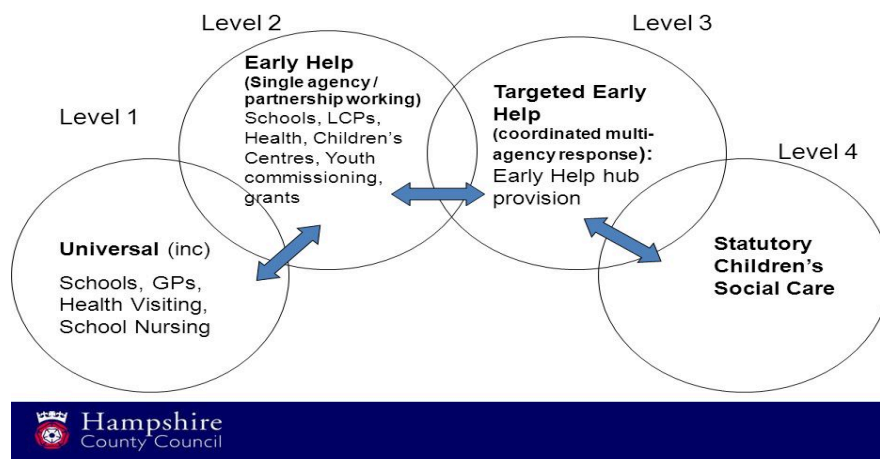 Level 2
Level 3
Level 1
Level 4
Early Help
(Single agency /
partnership working)
Schools, LCPs,
Health, Children's
Centres, Youth
commissioning,
grants
Targeted Early
Help
(coordinated multi-
agency response):
Early Help hub
provision
Universal (inc)
Schools, GPs,
Health Visiting,
School Nursing
Statutory
Children's
Social Care
Hampshire
County Council